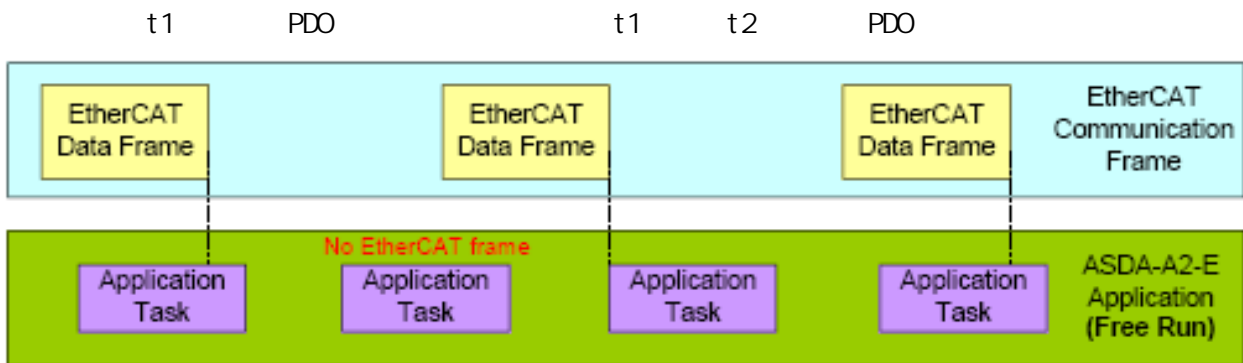 t1 PDO t1 t2 PDO
EtherCAT
Data Frame
EtherCAT
Data Frame
EtherCAT
Data Frame
EtherCAT
Communication
Frame
No EtherCAT frame
Application
Task
Application
Task
Application
Task
Application
Task
ASDA-A2-E
Application
(Free Run)